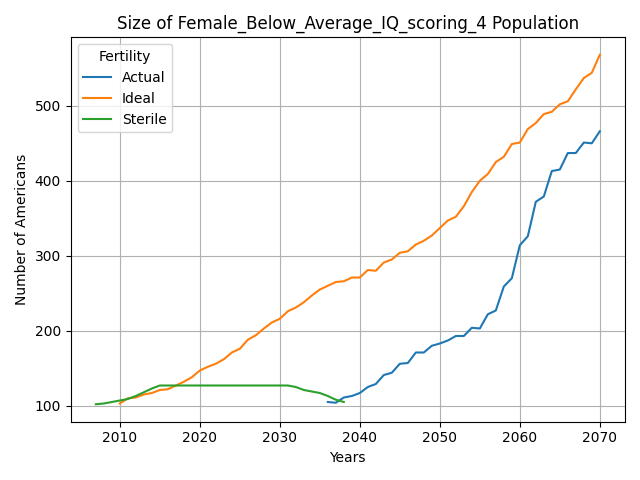 Size of Female_Below_Average_IQ_scoring_4 Population
Fertility
Actual
Ideal
Sterile
Number of Americans
500
400
300
200
100
2010 2020 2030 2040 2050 2060 2070
Years